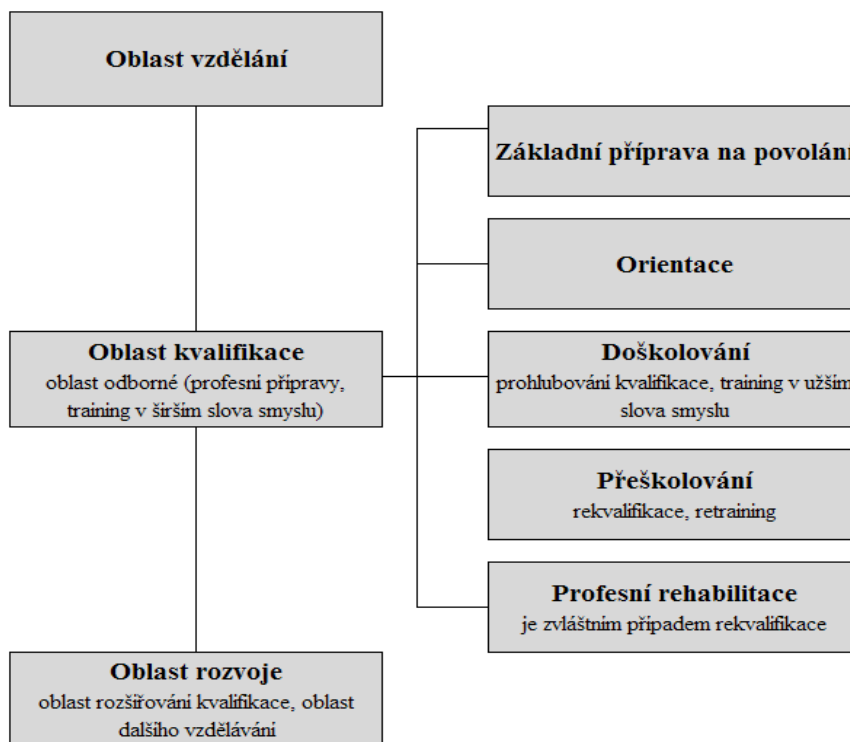 Oblast vzdělání
Základní příprava na povolání
Orientace
Oblast kvalifikace
oblast odborné (profesní přípravy,
training v širším slova smyslu)
Doškolování
prohlubování kvalifikace, training v užším
slova smyslu
Přeškolování
rekvalifikace, retraining
Profesní rehabilitace
je zvláštním případem rekvalifikace
Oblast rozvoje
oblast rozšiřování kvalifikace, oblast
dalšího vzdělávání